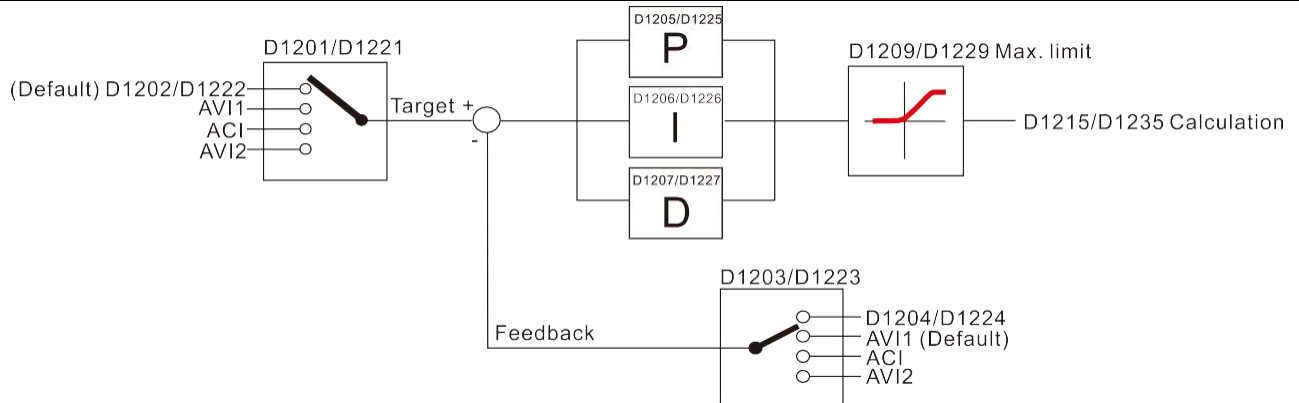 D1201/D1221
(Default) D1202/D1222
AVI1
ACI
AVI2
Target +
-
D1205/D1225
P
D1206/D1226
I
D1207/D1227
D
D1209/D1229 Max. limit
D1215/D1235 Calculation
Feedback
D1203/D1223
D1204/D1224
AVI1 (Default)
ACI
AVI2